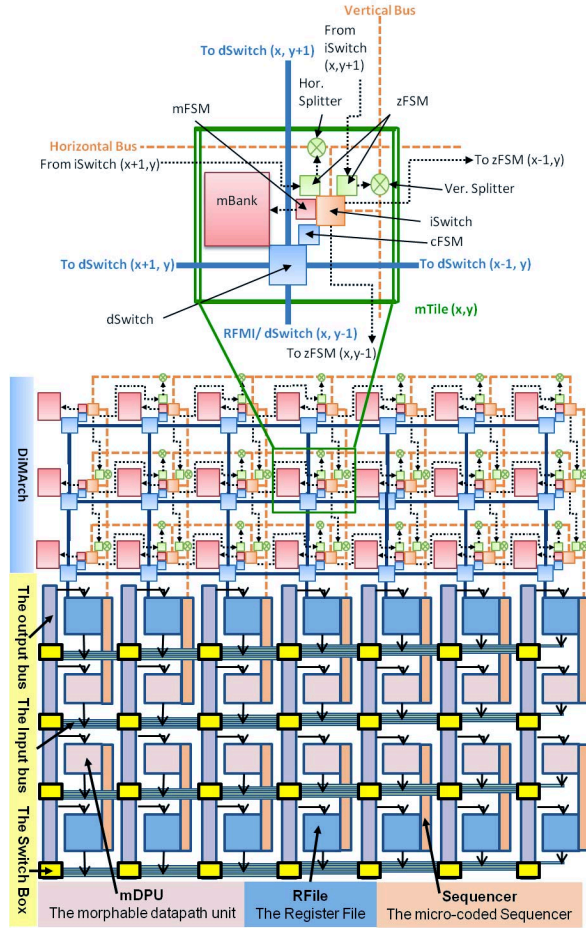 Vertical Bus
From
iSwitch
(x,y+1)
To dSwitch (x, y+1)
Hor.
Splitter
zFSM
mFSM
Horizontal Bus
From iSwitch (x+1,y)
To zFSM (x-1,y)
Ver. Splitter
mBank
iSwitch
cFSM
To dSwitch (x+1, y)
To dSwitch (x-1, y)
dSwitch
mTile (x,y)
RFMI/ dSwitch (x, y-1)
To zFSM (x,y-1)
DiMArch
The output bus
The Input bus
The Switch Box
mDPU
The morphable datapath unit
RFile
The Register File
Sequencer
The micro-coded Sequencer